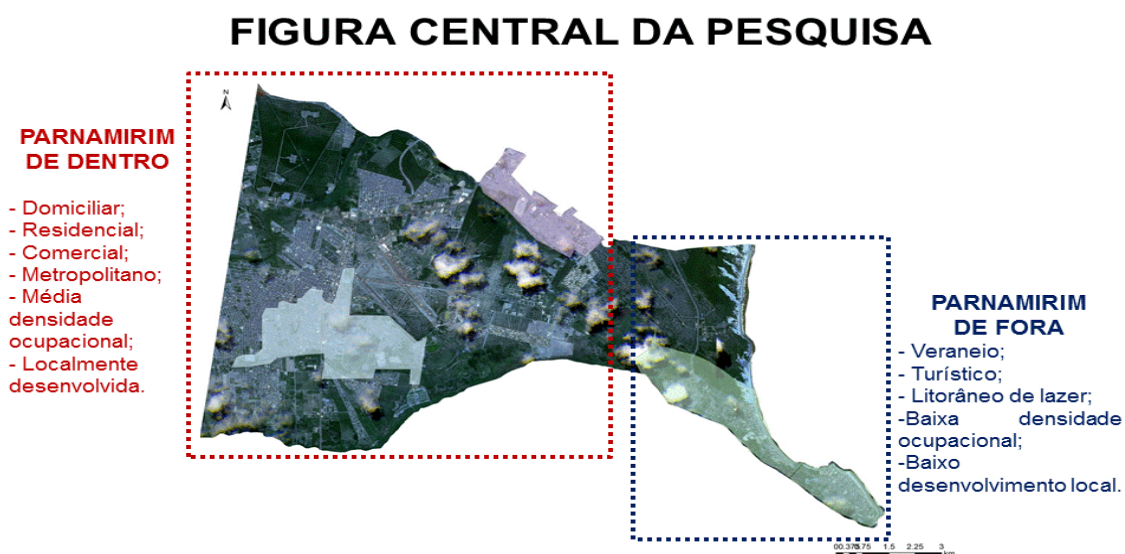 FIGURA CENTRAL DA PESQUISA
N
PARNAMIRIM
DE DENTRO
- Domiciliar;
- Residencial;
- Comercial;
- Metropolitano;
- Média
densidade
ocupacional;
- Localmente
desenvolvida.
PARNAMIRIM
DE FORA
- Veraneio;
- Turístico;
- Litorâneo de lazer;
-Baixa densidade
ocupacional;
-Baixo
desenvolvimento local.
1.5 2.25 3